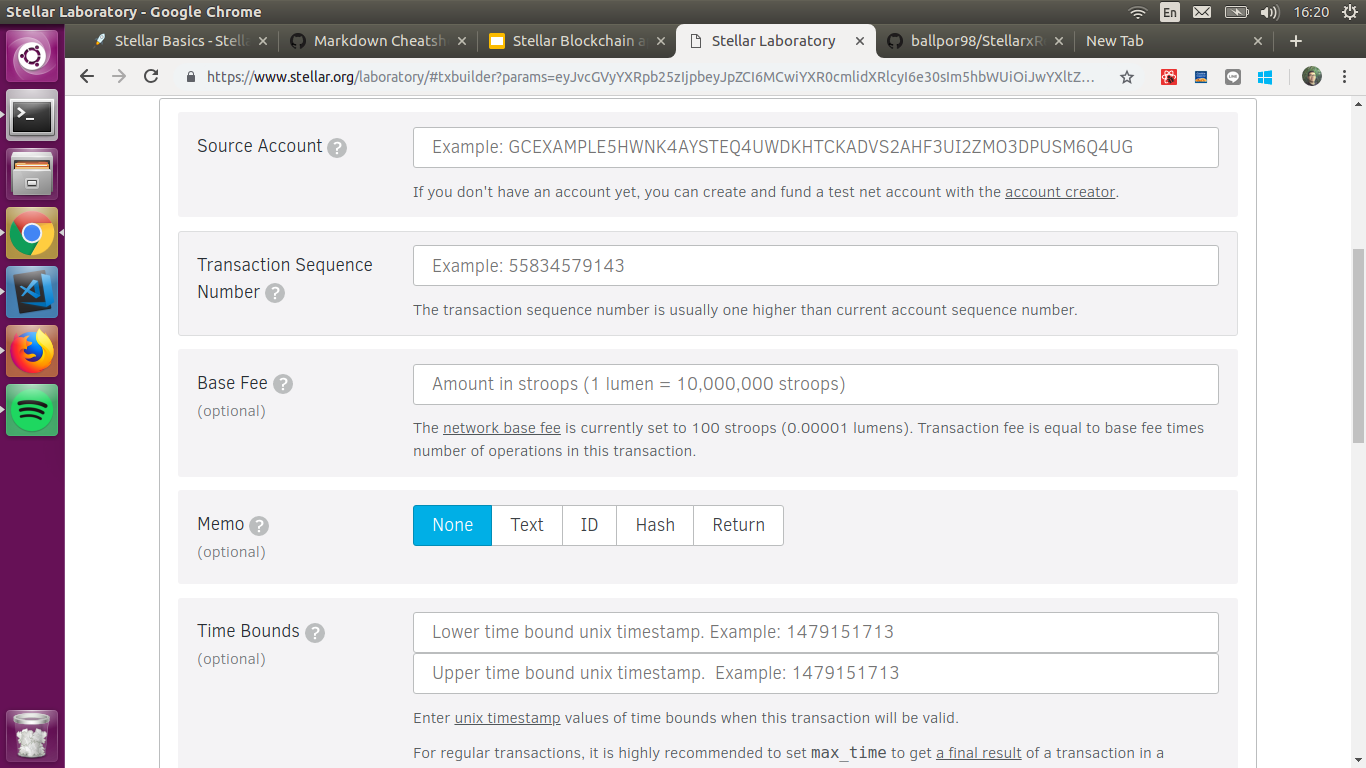 Stellar Laboratory - Google Chrome
En
16:20
Stellar Basics - Stell
Markdown Cheatsh
Stellar Blockchain a
Stellar Laboratory
ballpor98/StellarxR
New Tab
https://www.stellar.org/laboratory/#txbuilder?params=eyJvcGVyYXRpb25zIjpbeyJpZCI6MCwiYXR0cmlidXRlcyI6e30sIm5hbWUiOiJwYXltZ...
Source Account ?
Example: GCEXAMPLE5HWNK4AYSTEQ4UWDKHTCKADVS2AHF3UI2ZMO3DPUSM6Q4UG
If you don't have an account yet, you can create and fund a test net account with the account creator.
Transaction Sequence
Number ?
Example: 55834579143
The transaction sequence number is usually one higher than current account sequence number.
Base Fee ?
(optional)
Amount in stroops (1 lumen = 10,000,000 stroops)
The network base fee is currently set to 100 stroops (0.00001 lumens). Transaction fee is equal to base fee times
number of operations in this transaction.
Memo ?
(optional)
None Text ID Hash Return
Time Bounds ?
(optional)
Lower time bound unix timestamp. Example: 1479151713
Upper time bound unix timestamp. Example: 1479151713
Enter unix timestamp values of time bounds when this transaction will be valid.
For regular transactions, it is highly recommended to set max_time to get a final result of a transaction in a